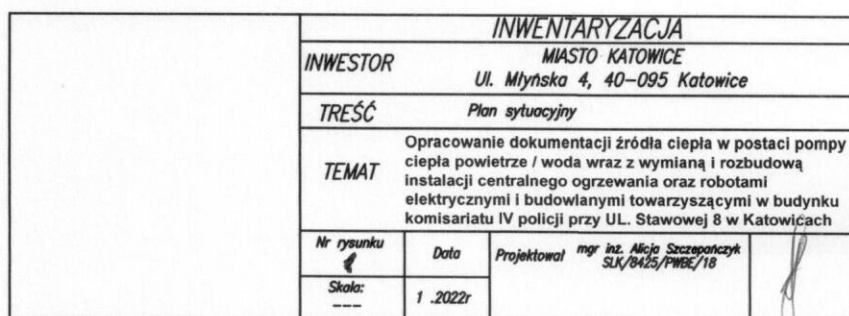 INWENTARYZACJA
INWESTOR
MIASTO KATOWICE
Ul. Młyńska 4, 40-095 Katowice
TREŚĆ
Plan sytuacyjny
TEMAT
Opracowanie dokumentacji źródła ciepła w postaci pompy
ciepła powietrze / woda wraz z wymianą i rozbudową
instalacji centralnego ogrzewania oraz robotami
elektrycznymi i budowlanymi towarzyszącymi w budynku
komisariatu IV policji przy UL. Stawowej 8 w Katowicach
Nr rysunku
Data
Projektował
mgr inż. Alicja Szczepańczyk
SLK/8425/PWBE/18
Skala:
---
1 .2022r